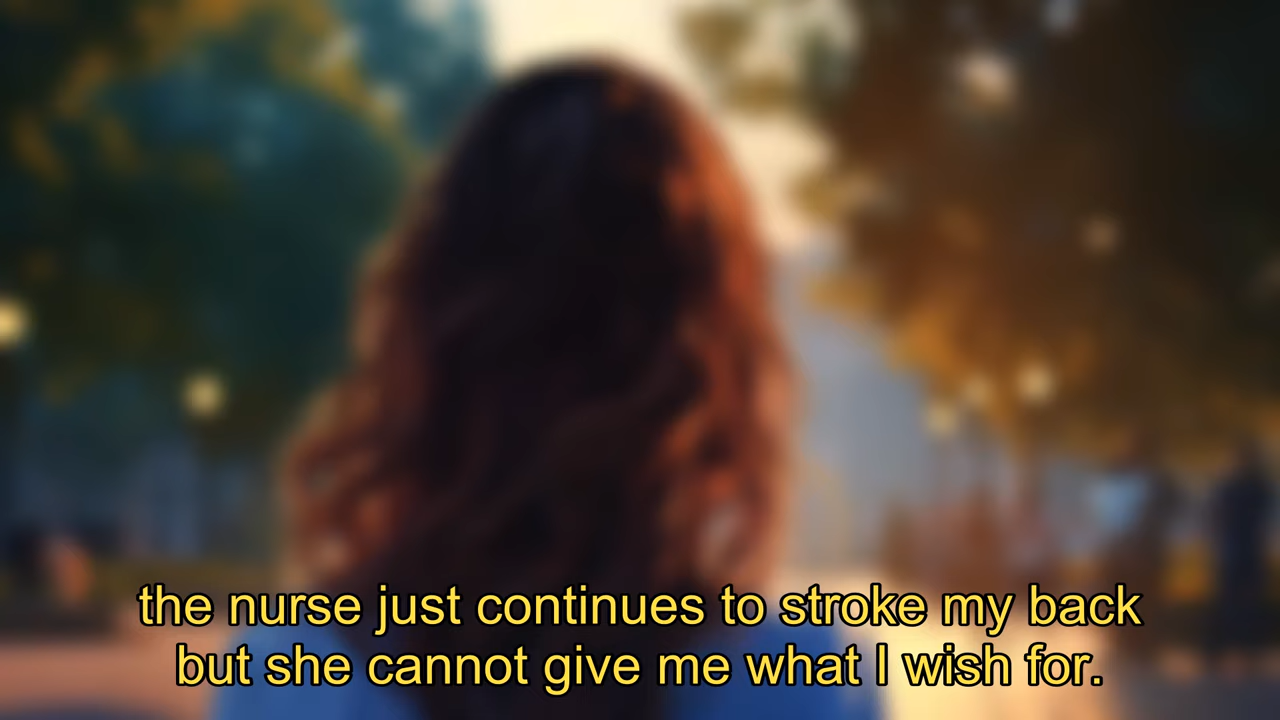 the nurse just continues to stroke my back
but she cannot give me what I wish for.